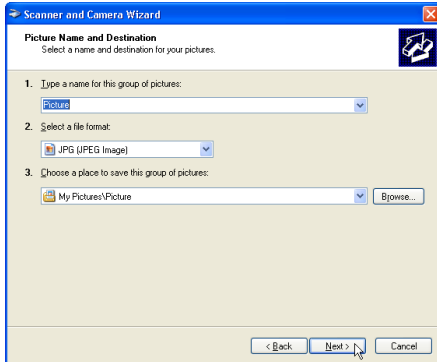 Scanner and Camera Wizard
Picture Name and Destination
Select a name and destination for your pictures.
1. Type a name for this group of pictures:
Picture
2. Select a file format:
JPG (JPEG Image)
3. Choose a place to save this group of pictures:
My Pictures\Picture Browse...
< Back Next > Cancel